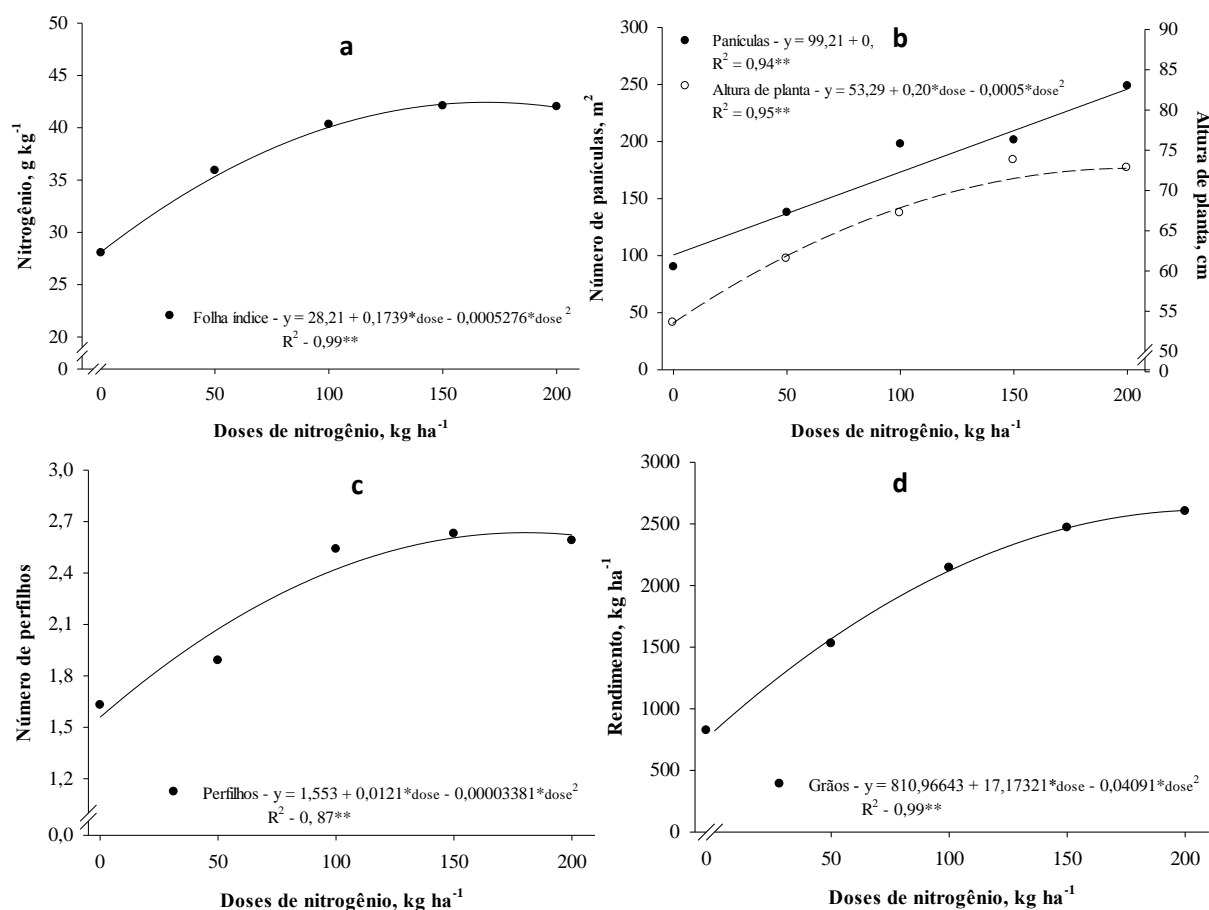 a
50
45
40
35
30
25
20
0
Nitrogênio, g kg⁻¹
Folha índice - y = 28,21 + 0,1739*dose - 0,0005276*dose²
R² - 0,99**
0 50 100 150 200
Doses de nitrogênio, kg ha⁻¹
b
300
250
200
150
100
50
0
Número de panículas, m²
Panículas - y = 99,21 + 0,
R² = 0,94**
Altura de planta - y = 53,29 + 0,20*dose - 0,0005*dose²
R² = 0,95**
90
85
80
75
70
65
60
55
50
0
Altura de planta, cm
0 50 100 150 200
Doses de nitrogênio, kg ha⁻¹
c
3,0
2,7
2,4
2,1
1,8
1,5
1,2
0,0
Número de perfilhos
Perfilhos - y = 1,553 + 0,0121*dose - 0,00003381*dose²
R² - 0, 87**
0 50 100 150 200
Doses de nitrogênio, kg ha⁻¹
d
3000
2500
2000
1500
1000
500
0
Rendimento, kg ha⁻¹
Grãos - y = 810,96643 + 17,17321*dose - 0,04091*dose²
R² - 0,99**
0 50 100 150 200
Doses de nitrogênio, kg ha⁻¹